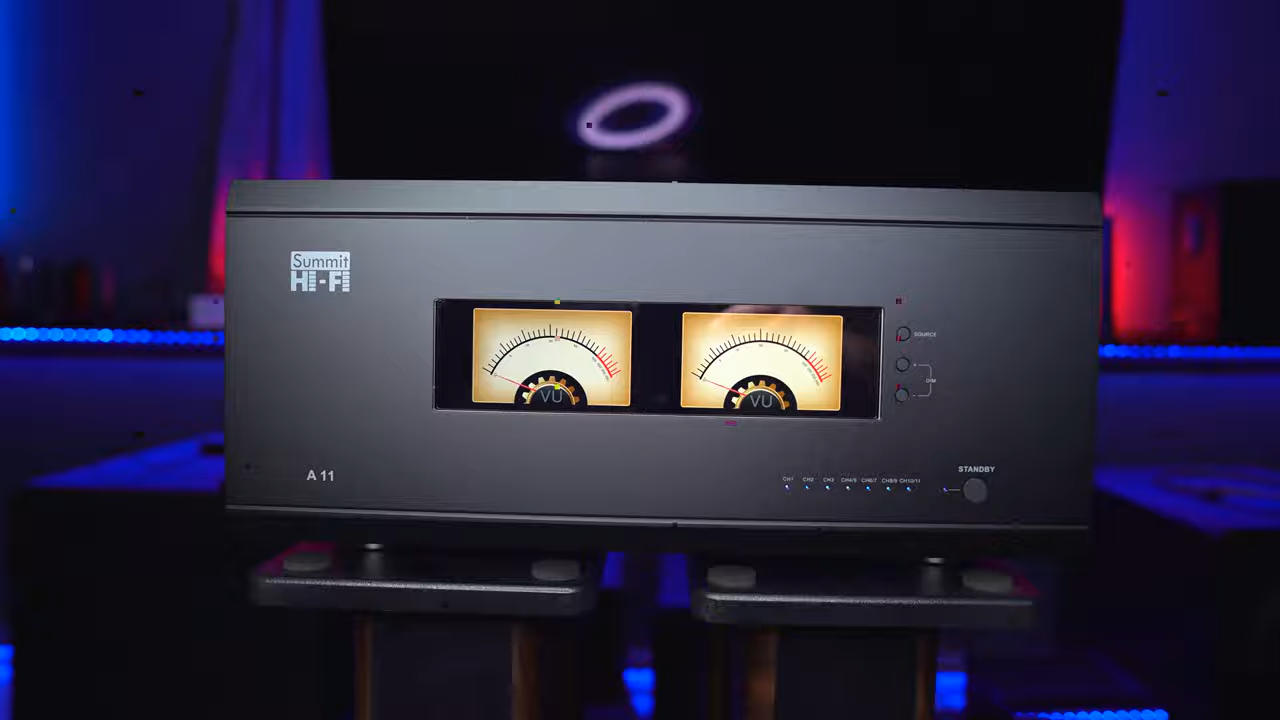 Summit
HI-FI
SOURCE
+
DIM
-
VU
VU
A 11
CH1 CH2 CH3 CH4/5 CH6/7 CH8/9 CH10/11
STANDBY